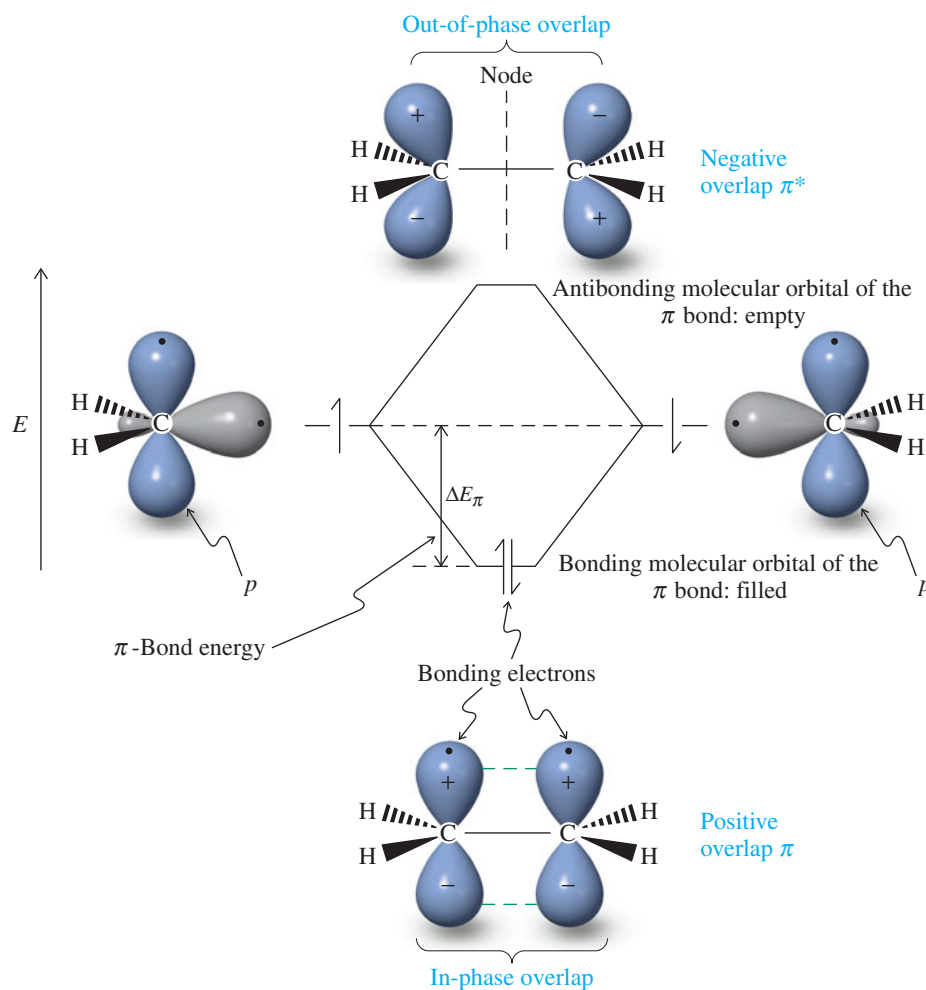 Out-of-phase overlap
Node
+
−
H
H
C
C
H
H
−
+
Negative
overlap π*
E
Antibonding molecular orbital of the
π bond: empty
H
H
C
p
ΔEπ
C
H
H
p
Bonding molecular orbital of the
π bond: filled
π-Bond energy
Bonding electrons
+
+
H
H
C
C
H
H
−
−
Positive
overlap π
In-phase overlap